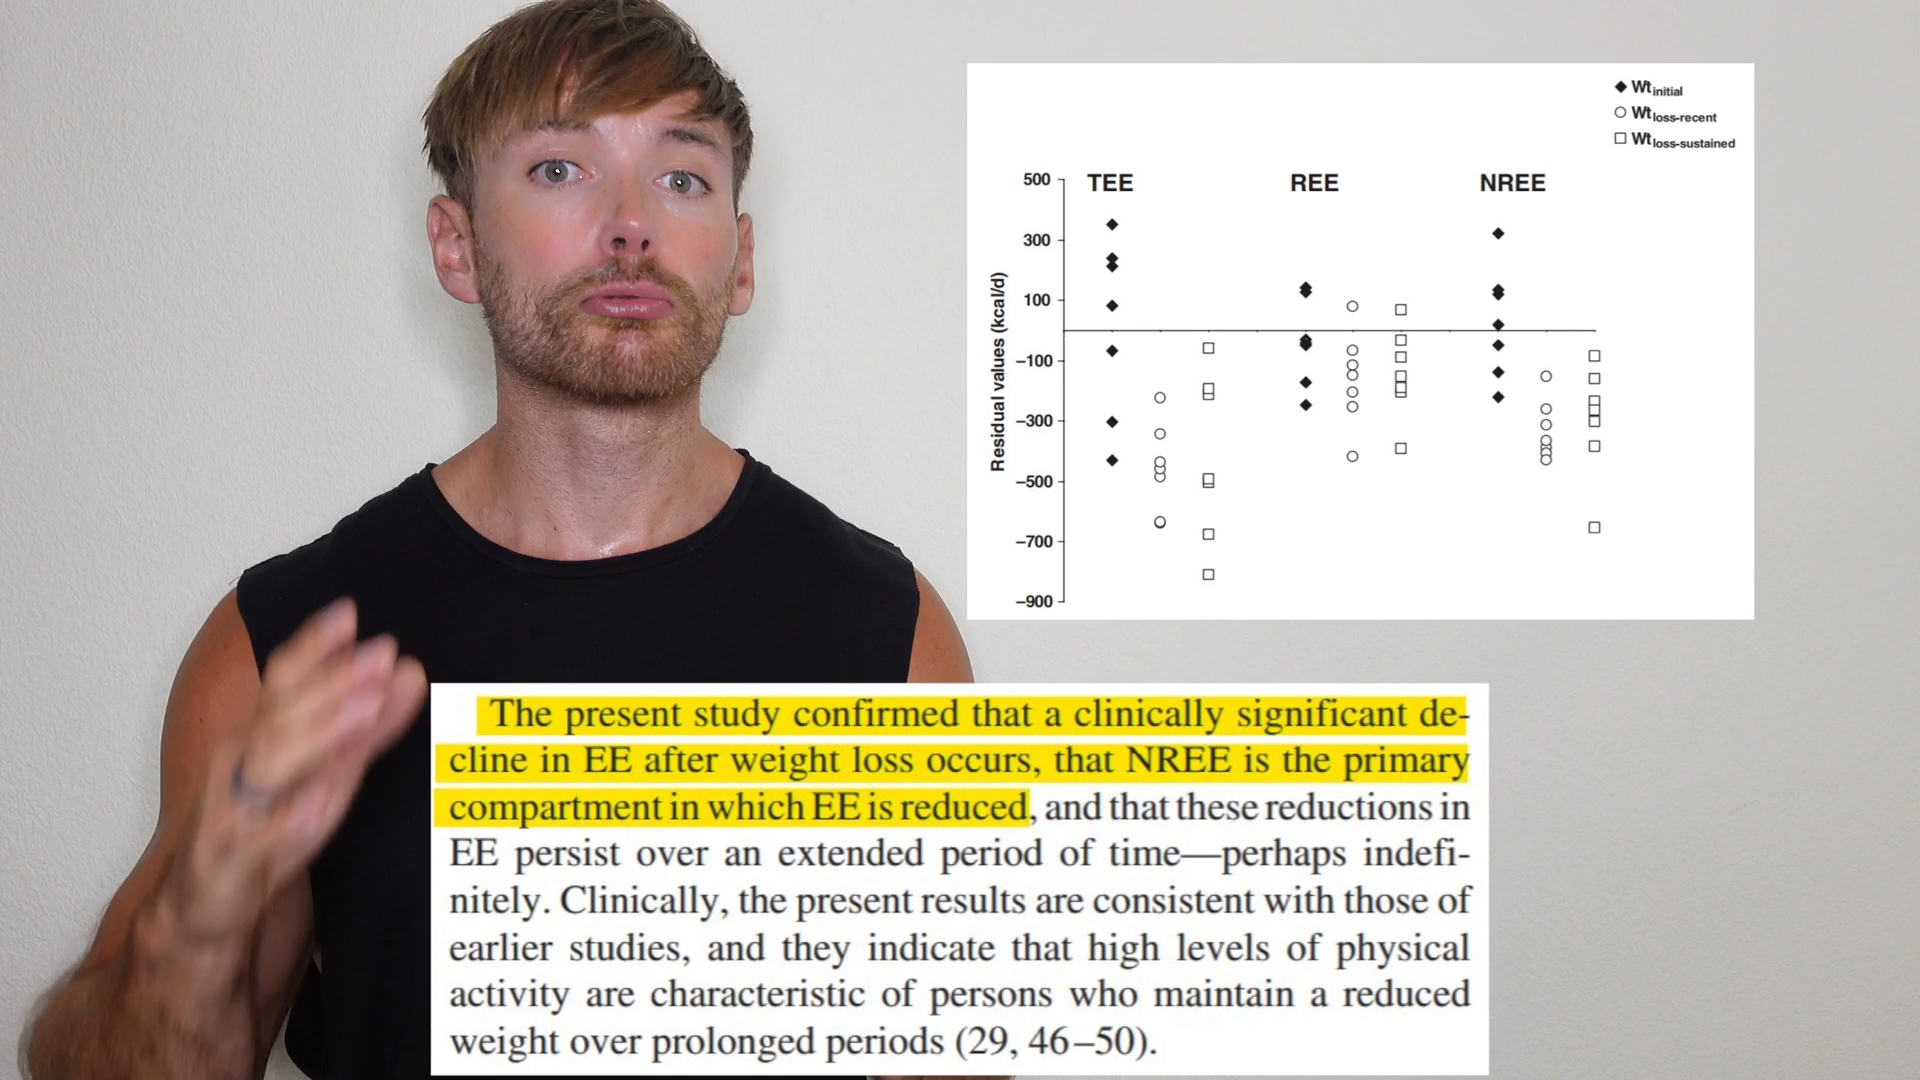 ◆ Wt initial
○ Wt loss-recent
□ Wt loss-sustained
TEE REE NREE
500
300
100
−100
−300
−500
−700
−900
Residual values (kcal/d)
The present study confirmed that a clinically significant de-
cline in EE after weight loss occurs, that NREE is the primary
compartment in which EE is reduced, and that these reductions in
EE persist over an extended period of time—perhaps indefi-
nitely. Clinically, the present results are consistent with those of
earlier studies, and they indicate that high levels of physical
activity are characteristic of persons who maintain a reduced
weight over prolonged periods (29, 46–50).